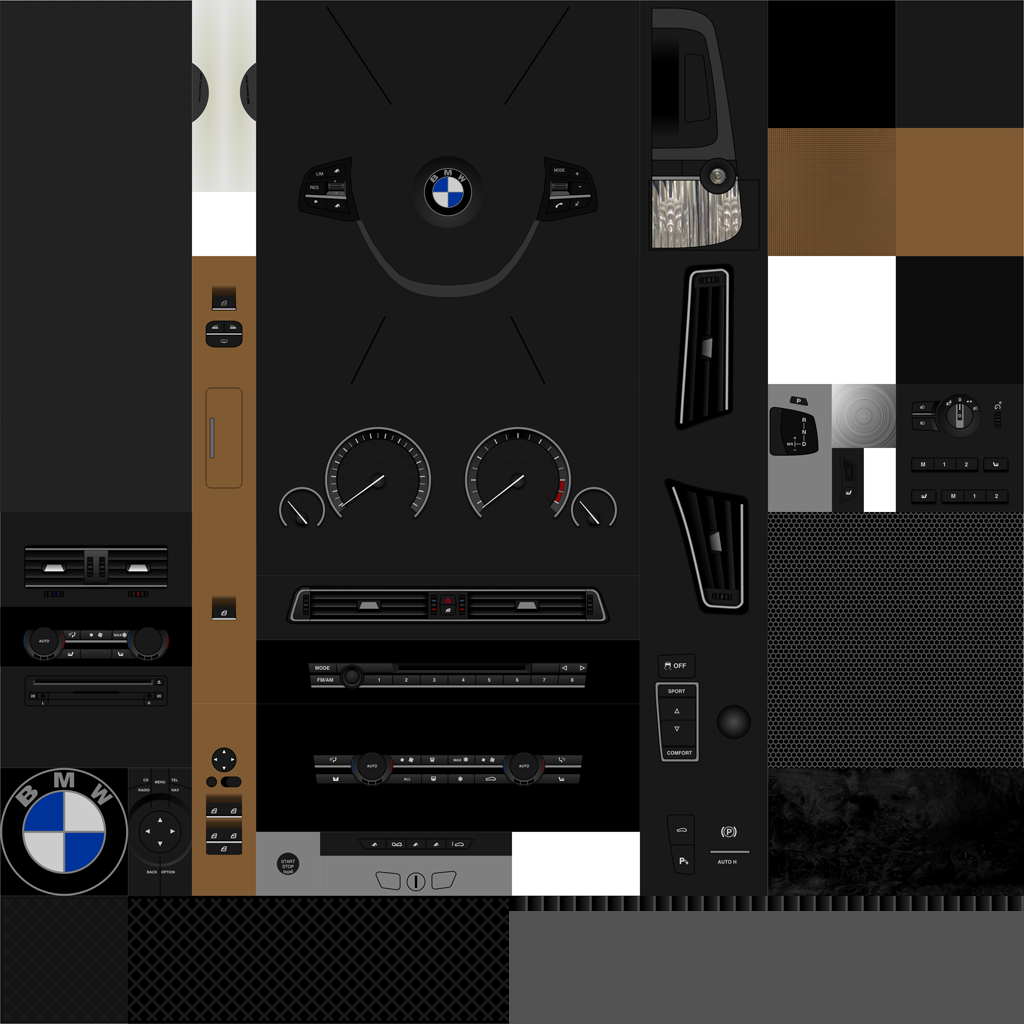 LIM
RES
BMW
MODE
P
R
N
D
M/S
+
-
M 1 2
M 1 2
AUTO
MAX
MODE
FM/AM 1 2 3 4 5 6 7 8
OFF
SPORT
COMFORT
AUTO
MAX
AUTO
ALL
L
R
BMW
CD
MENU
TEL
RADIO
NAV
BACK
OPTION
START
STOP
P
AUTO H
P